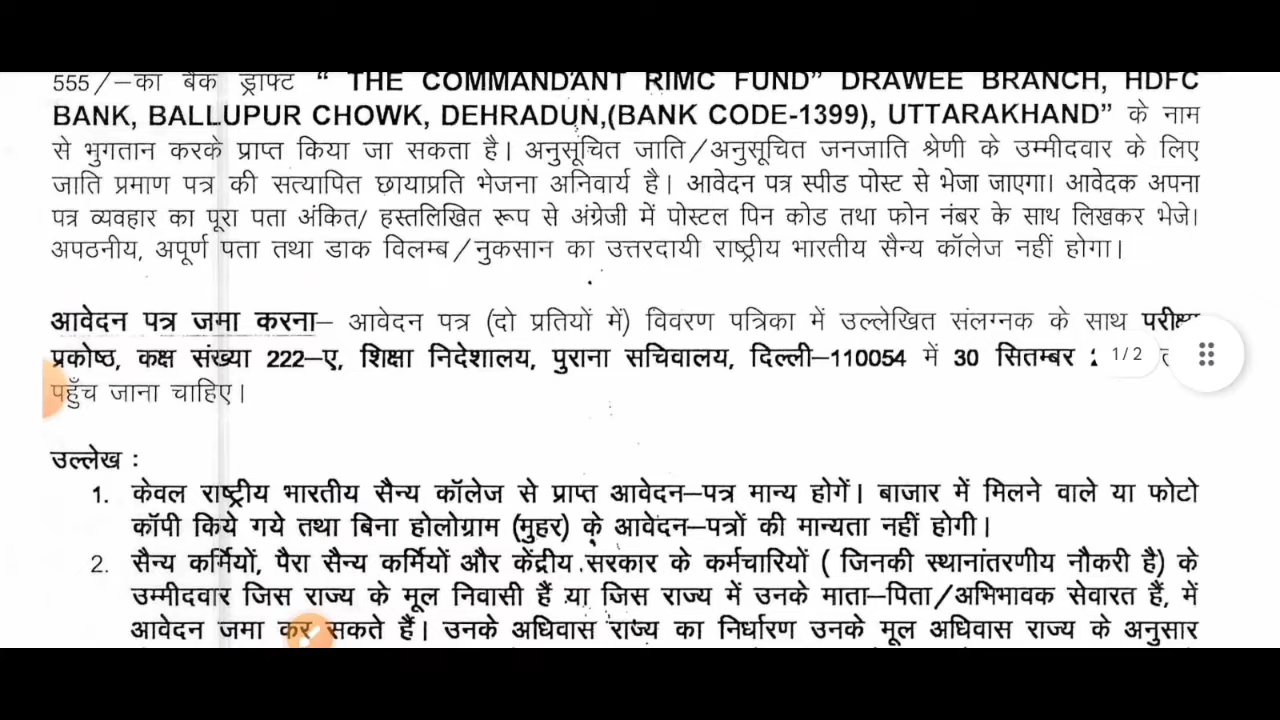 555/–का बैंक ड्राफ्ट “ THE COMMANDANT RIMC FUND” DRAWEE BRANCH, HDFC
BANK, BALLUPUR CHOWK, DEHRADUN,(BANK CODE-1399), UTTARAKHAND” के नाम
से भुगतान करके प्राप्त किया जा सकता है। अनुसूचित जाति/अनुसूचित जनजाति श्रेणी के उम्मीदवार के लिए
जाति प्रमाण पत्र की सत्यापित छायाप्रति भेजना अनिवार्य है। आवेदन पत्र स्पीड पोस्ट से भेजा जाएगा। आवेदक अपना
पत्र व्यवहार का पूरा पता अंकित/ हस्तलिखित रूप से अंग्रेजी में पोस्टल पिन कोड तथा फोन नंबर के साथ लिखकर भेजे।
अपठनीय, अपूर्ण पता तथा डाक विलम्ब/नुकसान का उत्तरदायी राष्ट्रीय भारतीय सैन्य कॉलेज नहीं होगा।
आवेदन पत्र जमा करना– आवेदन पत्र (दो प्रतियों में) विवरण पत्रिका में उल्लेखित संलग्नक के साथ परीक्षा
प्रकोष्ठ, कक्ष संख्या 222–ए, शिक्षा निदेशालय, पुराना सचिवालय, दिल्ली–110054 में 30 सितम्बर 1/2
पहुँच जाना चाहिए।
उल्लेख :
1. केवल राष्ट्रीय भारतीय सैन्य कॉलेज से प्राप्त आवेदन–पत्र मान्य होगें। बाजार में मिलने वाले या फोटो
कॉपी किये गये तथा बिना होलोग्राम (मुहर) के आवेदन–पत्रों की मान्यता नहीं होगी।
2. सैन्य कर्मियों, पैरा सैन्य कर्मियों और केंद्रीय सरकार के कर्मचारियों ( जिनकी स्थानांतरणीय नौकरी है) के
उम्मीदवार जिस राज्य के मूल निवासी हैं या जिस राज्य में उनके माता–पिता/अभिभावक सेवारत हैं, में
आवेदन जमा कर सकते हैं। उनके अधिवास राज्य का निर्धारण उनके मूल अधिवास राज्य के अनुसार